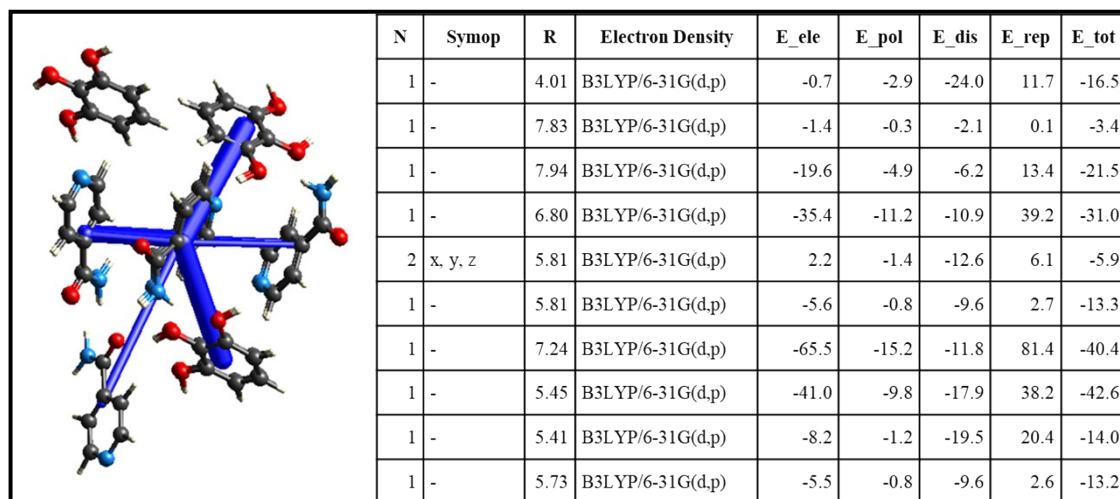 N Symop R Electron Density E_ele E_pol E_dis E_rep E_tot
1 - 4.01 B3LYP/6-31G(d,p) -0.7 -2.9 -24.0 11.7 -16.5
1 - 7.83 B3LYP/6-31G(d,p) -1.4 -0.3 -2.1 0.1 -3.4
1 - 7.94 B3LYP/6-31G(d,p) -19.6 -4.9 -6.2 13.4 -21.5
1 - 6.80 B3LYP/6-31G(d,p) -35.4 -11.2 -10.9 39.2 -31.0
2 x, y, z 5.81 B3LYP/6-31G(d,p) 2.2 -1.4 -12.6 6.1 -5.9
1 - 5.81 B3LYP/6-31G(d,p) -5.6 -0.8 -9.6 2.7 -13.3
1 - 7.24 B3LYP/6-31G(d,p) -65.5 -15.2 -11.8 81.4 -40.4
1 - 5.45 B3LYP/6-31G(d,p) -41.0 -9.8 -17.9 38.2 -42.6
1 - 5.41 B3LYP/6-31G(d,p) -8.2 -1.2 -19.5 20.4 -14.0
1 - 5.73 B3LYP/6-31G(d,p) -5.5 -0.8 -9.6 2.6 -13.2